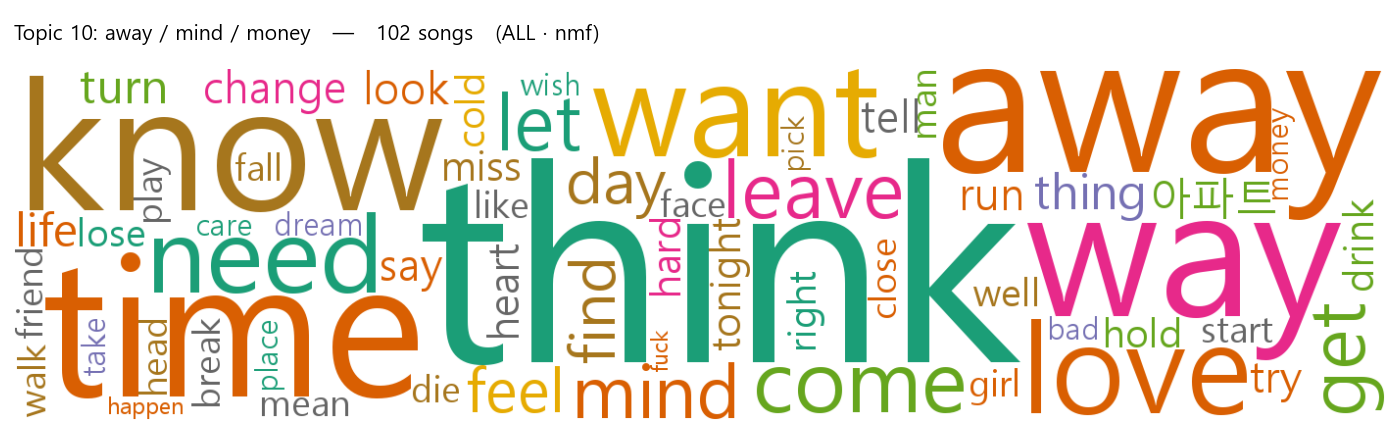 Topic 10: away / mind / money — 102 songs (ALL · nmf)
turn change look cold wish let want tell man away
know play fall miss like day face pick leave run thing 아파트 money
life lose care dream need say heart think hard tonight find right close well way drink
friend time walk take head break place happen mean die feel fuck mind come girl love bad hold start try get